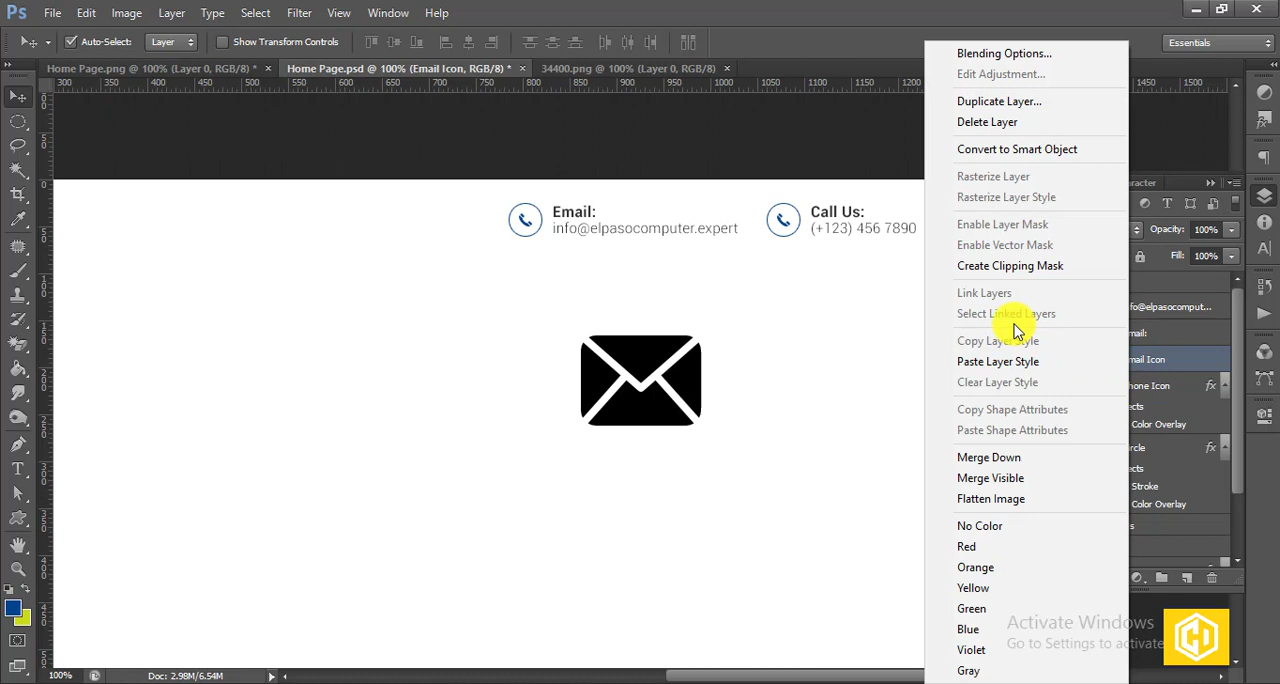 Ps File Edit Image Layer Type Select Filter View Window Help
Auto-Select: Layer Show Transform Controls Essentials
Home Page.png @ 100% (Layer 0, RGB/8) * × Home Page.psd @ 100% (Email Icon, RGB/8) * × 34400.png @ 100% (Layer 0, RGB/8) ×
300 350 400 450 500 550 600 650 700 750 800 850 900 950 1000 1050 1100 1150 1200 1450 1500
Email:
info@elpasocomputer.expert
Call Us:
(+123) 456 7890
Blending Options...
Edit Adjustment...
Duplicate Layer...
Delete Layer
Convert to Smart Object
Rasterize Layer
Rasterize Layer Style
Enable Layer Mask
Enable Vector Mask
Create Clipping Mask
Link Layers
Select Linked Layers
Copy Layer Style
Paste Layer Style
Clear Layer Style
Copy Shape Attributes
Paste Shape Attributes
Merge Down
Merge Visible
Flatten Image
No Color
Red
Orange
Yellow
Green
Blue
Violet
Gray
aracter
Opacity: 100%
Fill: 100%
fo@elpasocomput...
mail:
mail Icon
hone Icon fx
ects
Color Overlay
rcle fx
ects
Stroke
Color Overlay
Activate Windows
Go to Settings to activate
100% Doc: 2.98M/6.54M